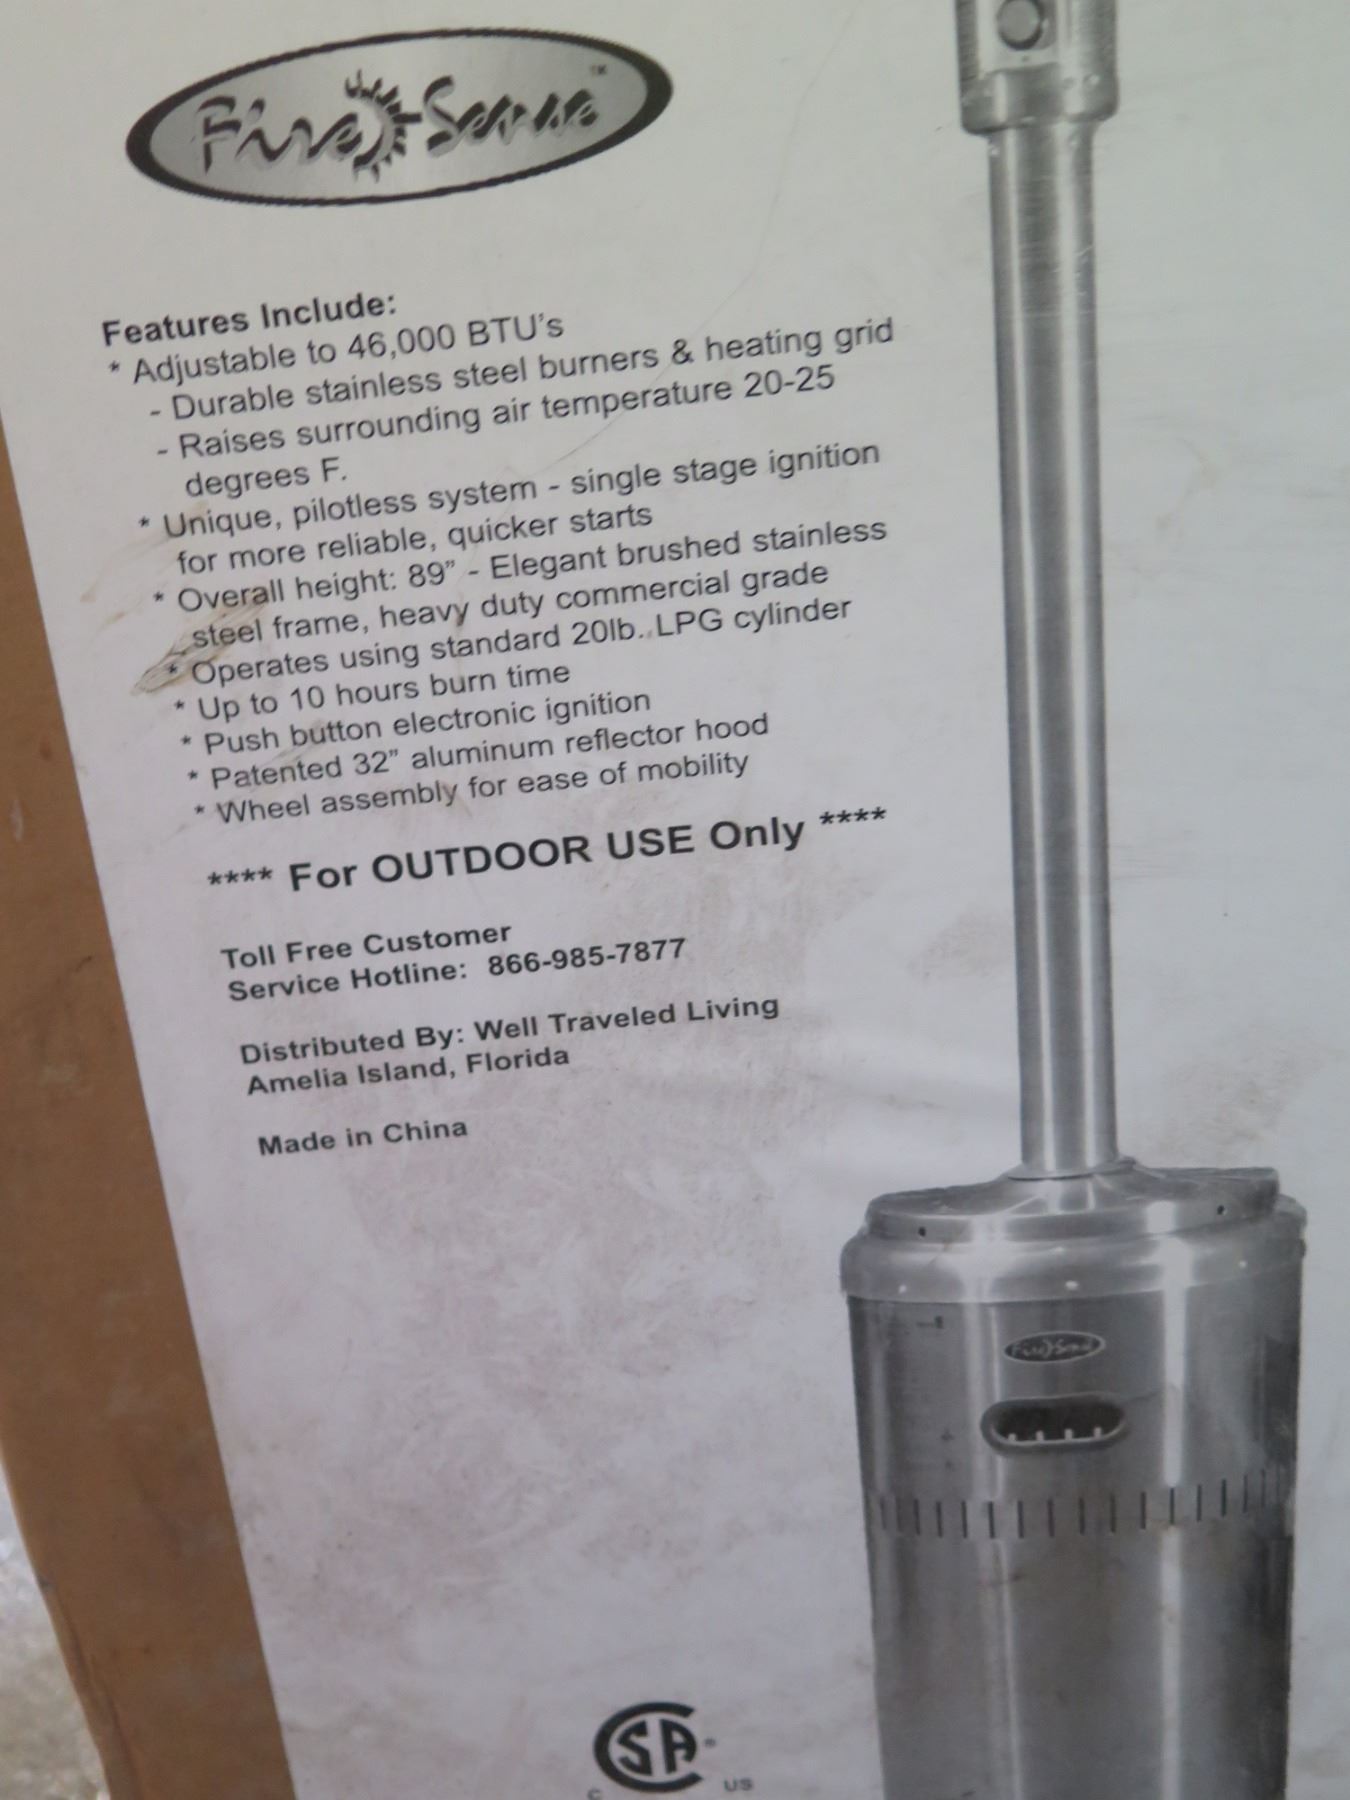 Fire Sense ™
Features Include:
* Adjustable to 46,000 BTU's
- Durable stainless steel burners & heating grid
- Raises surrounding air temperature 20-25
degrees F.
* Unique, pilotless system - single stage ignition
for more reliable, quicker starts
* Overall height: 89” - Elegant brushed stainless
steel frame, heavy duty commercial grade
* Operates using standard 20lb. LPG cylinder
* Up to 10 hours burn time
* Push button electronic ignition
* Patented 32” aluminum reflector hood
* Wheel assembly for ease of mobility
**** For OUTDOOR USE Only ****
Toll Free Customer
Service Hotline: 866-985-7877
Distributed By: Well Traveled Living
Amelia Island, Florida
Made in China
Fire Sense
CSA ®
C US